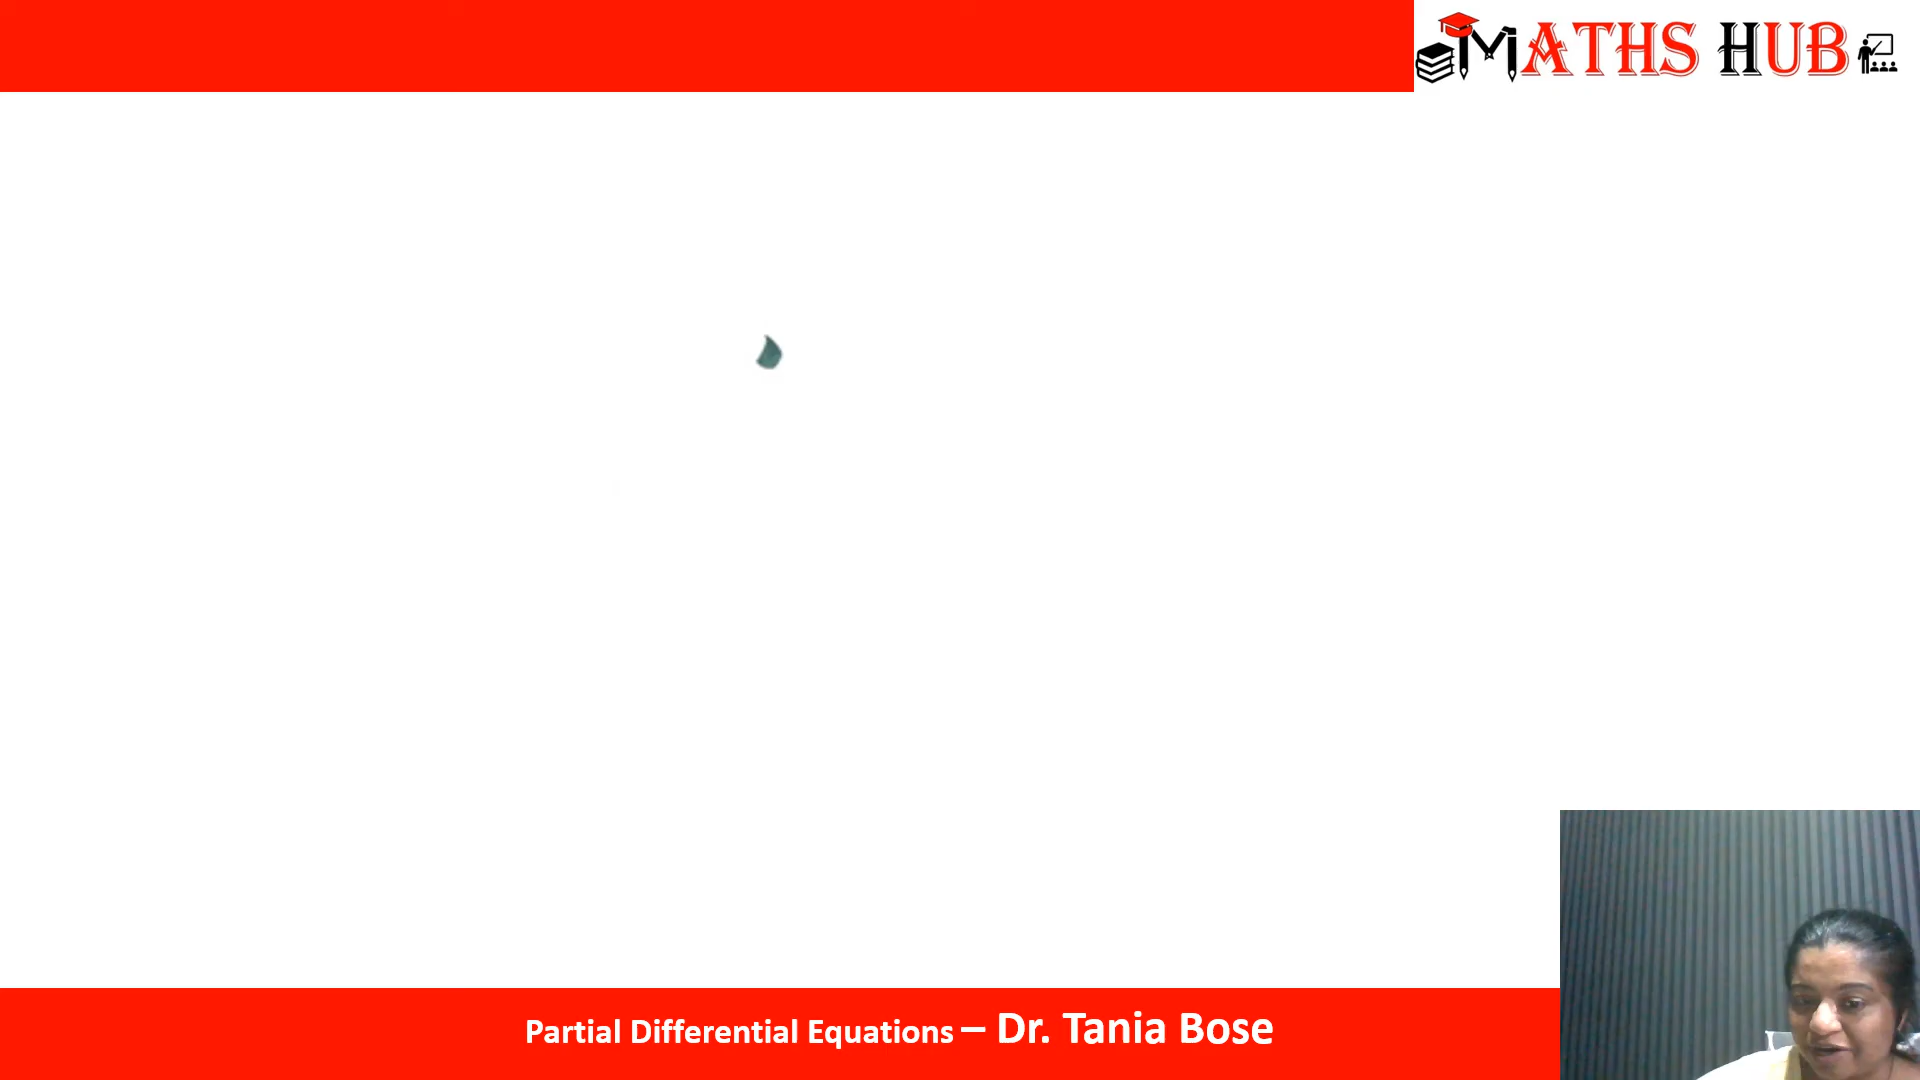 MATHS HUB
Partial Differential Equations – Dr. Tania Bose